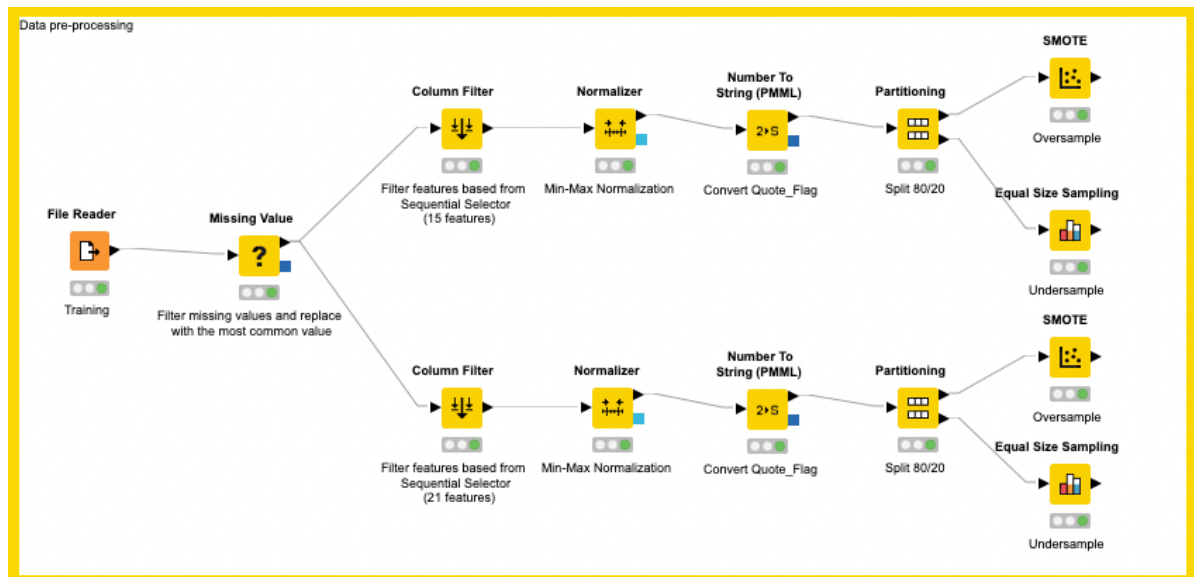 Data pre-processing
SMOTE
Oversample
Column Filter
Filter features based from
Sequential Selector
(15 features)
Normalizer
Min-Max Normalization
Number To
String (PMML)
2▸S
Convert Quote_Flag
Partitioning
Split 80/20
Equal Size Sampling
Undersample
File Reader
Training
Missing Value
?
Filter missing values and replace
with the most common value
SMOTE
Oversample
Column Filter
Filter features based from
Sequential Selector
(21 features)
Normalizer
Min-Max Normalization
Number To
String (PMML)
2▸S
Convert Quote_Flag
Partitioning
Split 80/20
Equal Size Sampling
Undersample